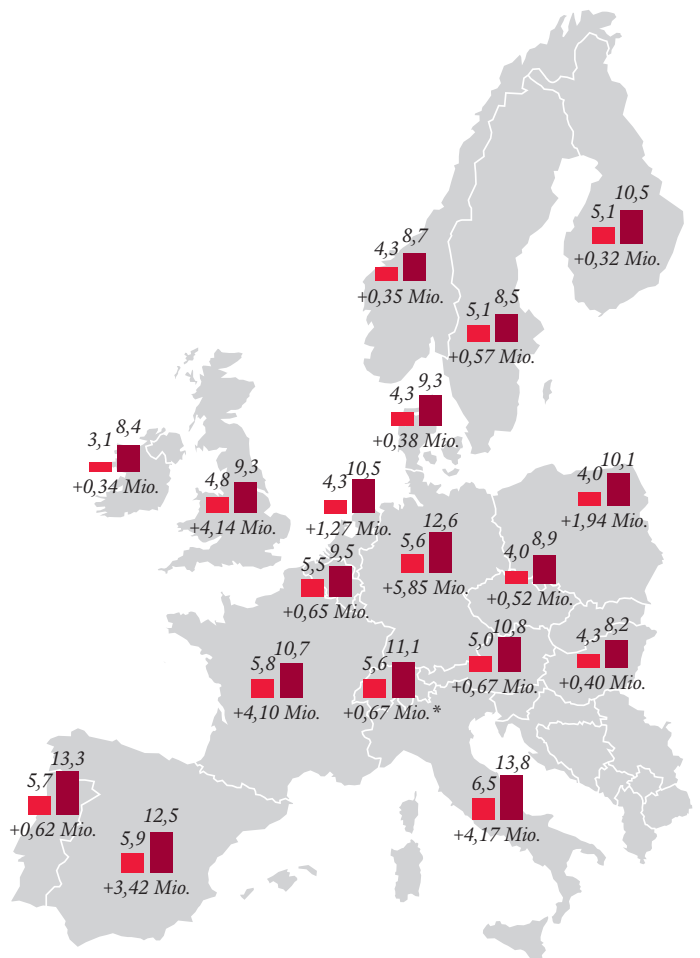 10,5
5,1
+0,32 Mio.
8,7
4,3
+0,35 Mio.
8,5
5,1
+0,57 Mio.
9,3
4,3
+0,38 Mio.
8,4
3,1
+0,34 Mio.
9,3
4,8
+4,14 Mio.
10,5
4,3
+1,27 Mio.
10,1
4,0
+1,94 Mio.
12,6
5,6
+5,85 Mio.
9,5
5,5
+0,65 Mio.
8,9
4,0
+0,52 Mio.
10,8
5,0
+0,67 Mio.
8,2
4,3
+0,40 Mio.
10,7
5,8
+4,10 Mio.
11,1
5,6
+0,67 Mio.*
13,3
5,7
+0,62 Mio.
12,5
5,9
+3,42 Mio.
13,8
6,5
+4,17 Mio.